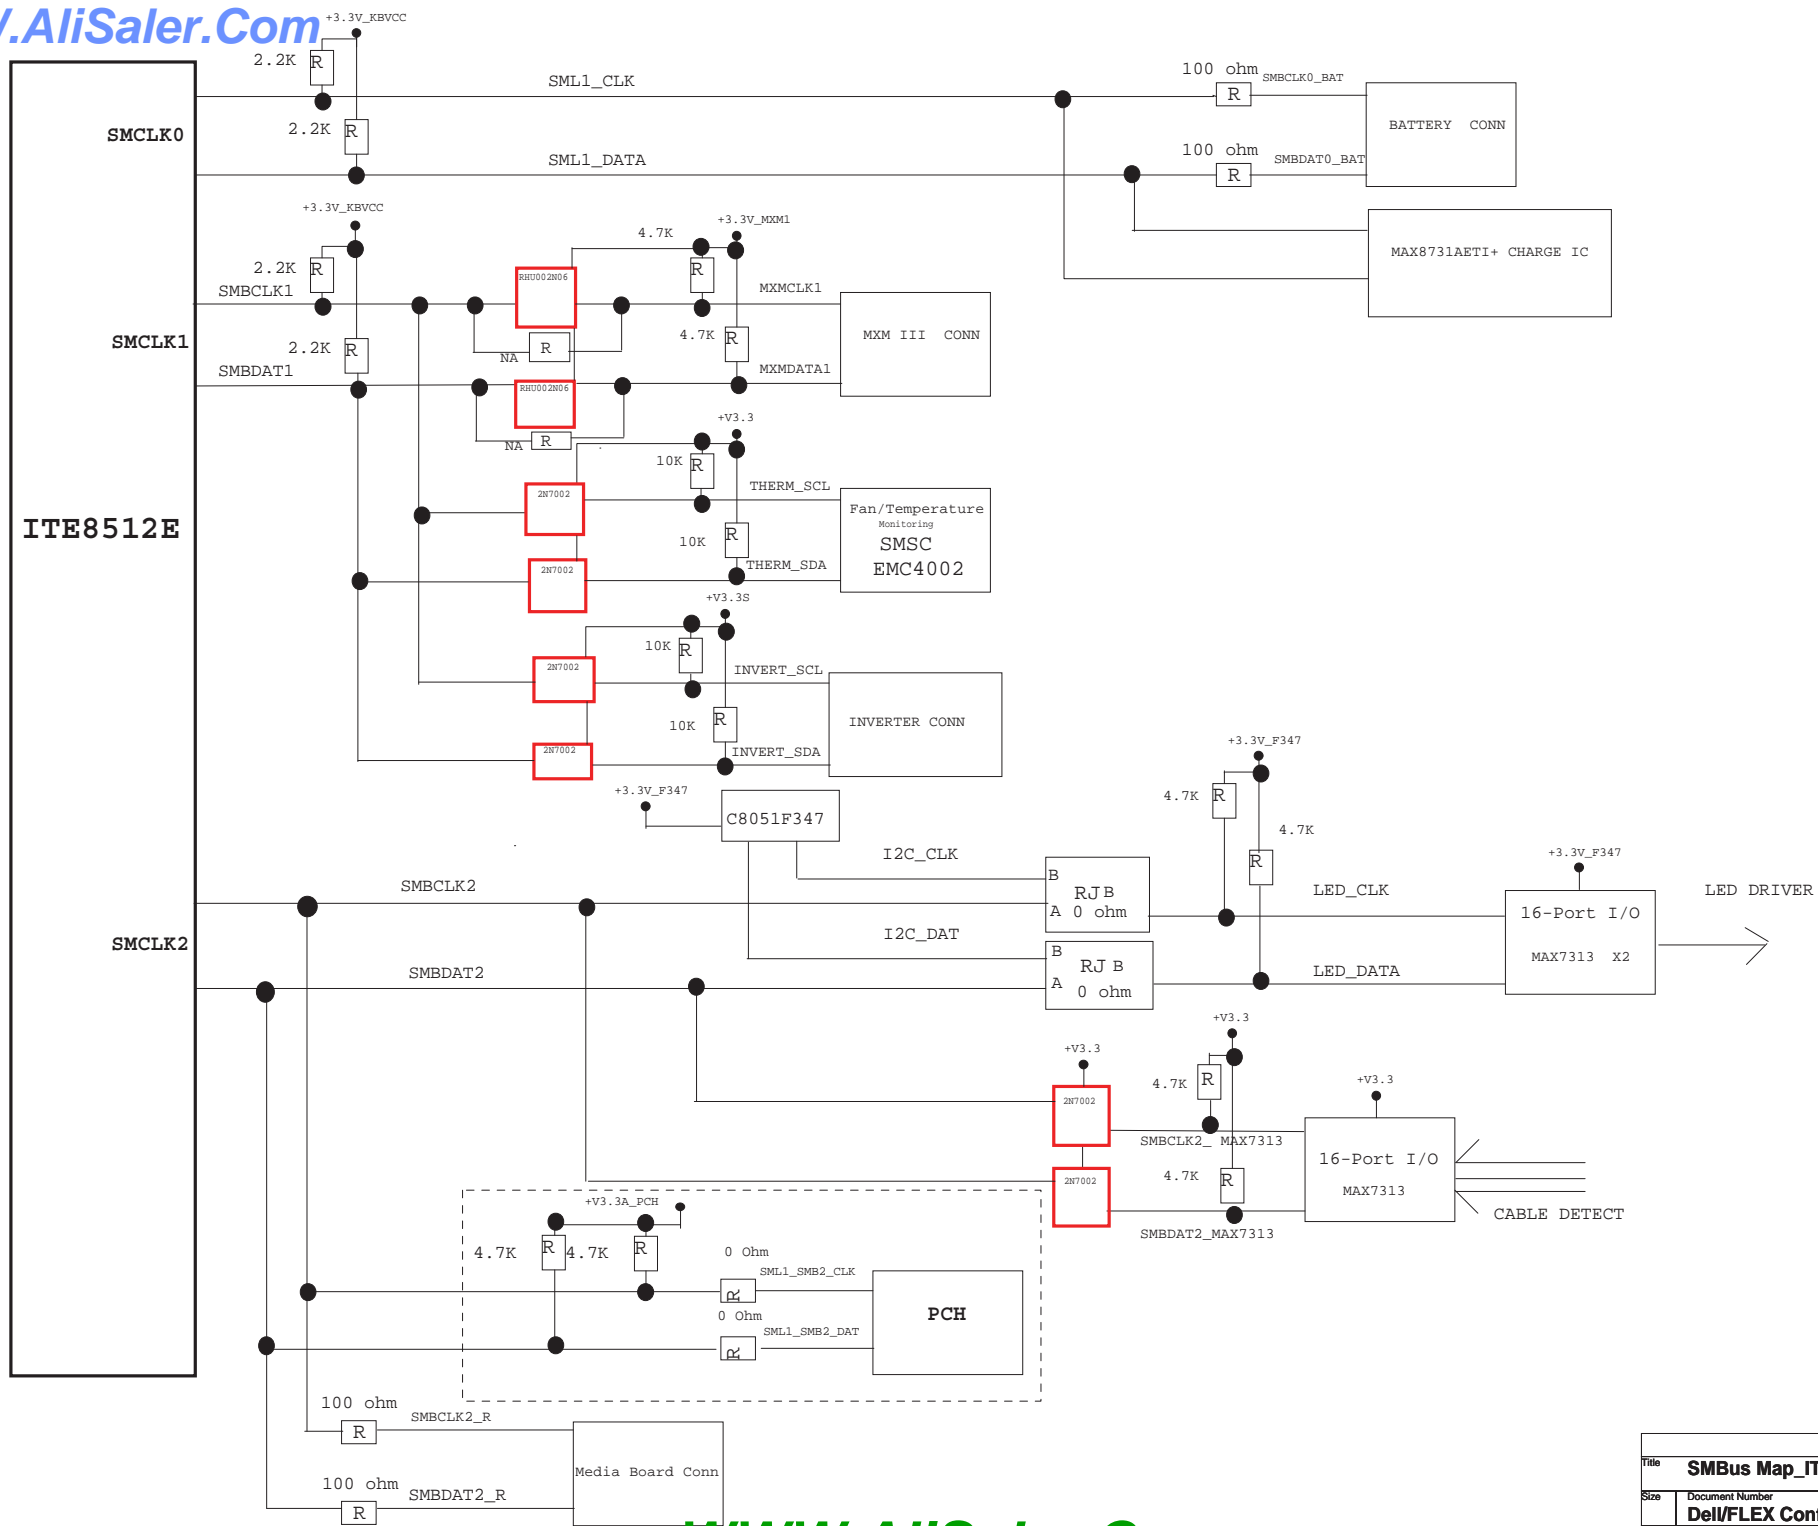 W.AliSaler.Com
+3.3V_KBVCC
2.2K
R
SML1_CLK
100 ohm
SMBCLK0_BAT
R
SMCLK0
2.2K
R
BATTERY CONN
SML1_DATA
100 ohm
SMBDAT0_BAT
R
+3.3V_KBVCC
+3.3V_MXM1
4.7K
MAX8731AETI+ CHARGE IC
2.2K
R
RHU002N06
R
SMBCLK1
MXMCLK1
SMCLK1
2.2K
R
NA
R
4.7K
R
MXM III CONN
SMBDAT1
RHU002N06
MXMDATA1
+V3.3
NA
R
10K
R
2N7002
THERM_SCL
Fan/Temperature
Monitoring
SMSC
EMC4002
ITE8512E
10K
R
2N7002
THERM_SDA
+V3.3S
10K
R
2N7002
INVERT_SCL
10K
R
INVERTER CONN
2N7002
INVERT_SDA
+3.3V_F347
+3.3V_F347
C8051F347
4.7K
R
4.7K
R
I2C_CLK
+3.3V_F347
SMBCLK2
B
RJB
A
0 ohm
LED_CLK
16-Port I/O
MAX7313 X2
LED DRIVER
SMCLK2
I2C_DAT
SMBDAT2
B
RJB
A
0 ohm
LED_DATA
+V3.3
+V3.3
4.7K
R
+V3.3
2N7002
SMBCLK2_ MAX7313
16-Port I/O
MAX7313
4.7K
R
2N7002
CABLE DETECT
SMBDAT2_MAX7313
+V3.3A_PCH
4.7K
R
4.7K
R
0 Ohm
SML1_SMB2_CLK
R
0 Ohm
SML1_SMB2_DAT
R
PCH
100 ohm
SMBCLK2_R
R
Media Board Conn
100 ohm
SMBDAT2_R
R
Title
SMBus Map_IT
Size
Document Number
Dell/FLEX Con